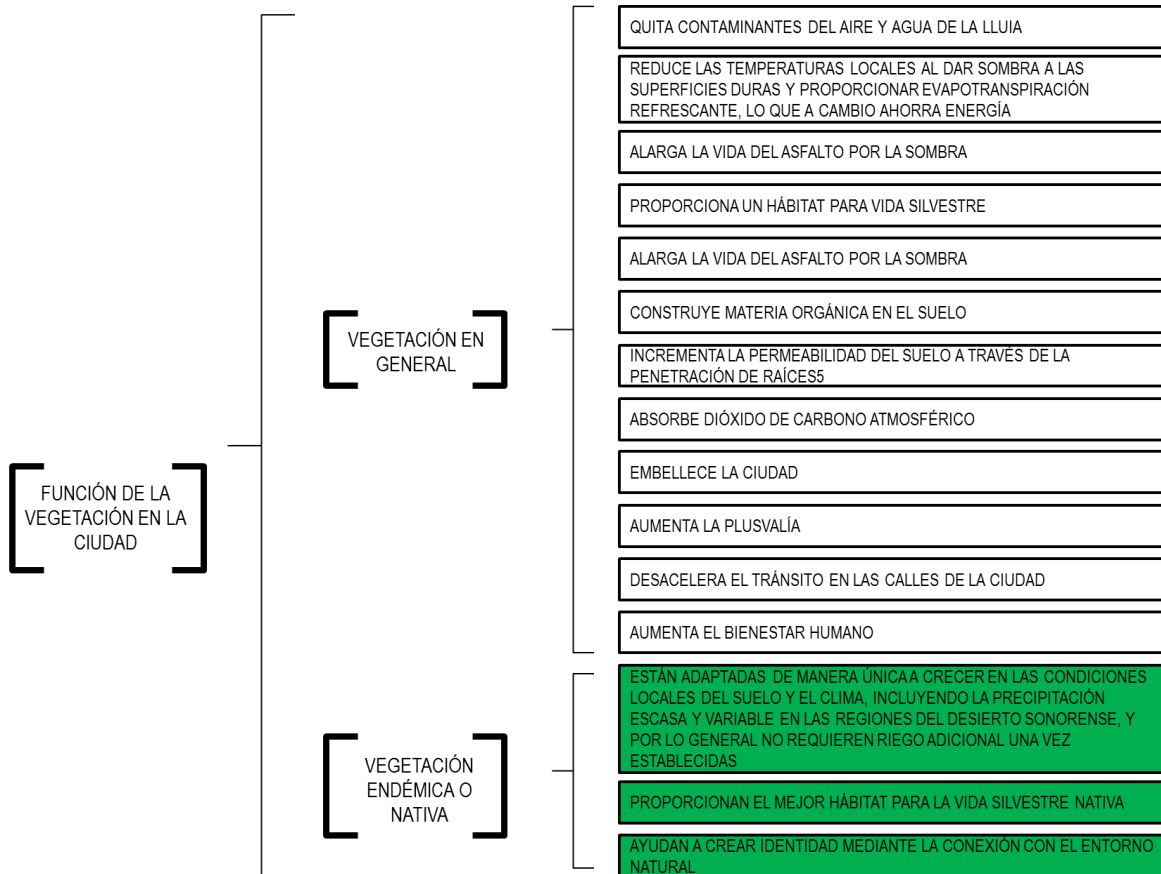 FUNCIÓN DE LA
VEGETACIÓN EN LA
CIUDAD
VEGETACIÓN EN
GENERAL
QUITA CONTAMINANTES DEL AIRE Y AGUA DE LA LLUIA
REDUCE LAS TEMPERATURAS LOCALES AL DAR SOMBRA A LAS
SUPERFICIES DURAS Y PROPORCIONAR EVAPOTRANSPIRACIÓN
REFRESCANTE, LO QUE A CAMBIO AHORRA ENERGÍA
ALARGA LA VIDA DEL ASFALTO POR LA SOMBRA
PROPORCIONA UN HÁBITAT PARA VIDA SILVESTRE
ALARGA LA VIDA DEL ASFALTO POR LA SOMBRA
CONSTRUYE MATERIA ORGÁNICA EN EL SUELO
INCREMENTA LA PERMEABILIDAD DEL SUELO A TRAVÉS DE LA
PENETRACIÓN DE RAÍCES5
ABSORBE DIÓXIDO DE CARBONO ATMOSFÉRICO
EMBELLECE LA CIUDAD
AUMENTA LA PLUSVALÍA
DESACELERA EL TRÁNSITO EN LAS CALLES DE LA CIUDAD
AUMENTA EL BIENESTAR HUMANO
VEGETACIÓN
ENDÉMICA O
NATIVA
ESTÁN ADAPTADAS DE MANERA ÚNICA A CRECER EN LAS CONDICIONES
LOCALES DEL SUELO Y EL CLIMA, INCLUYENDO LA PRECIPITACIÓN
ESCASA Y VARIABLE EN LAS REGIONES DEL DESIERTO SONORENSE, Y
POR LO GENERAL NO REQUIEREN RIEGO ADICIONAL UNA VEZ
ESTABLECIDAS
PROPORCIONAN EL MEJOR HÁBITAT PARA LA VIDA SILVESTRE NATIVA
AYUDAN A CREAR IDENTIDAD MEDIANTE LA CONEXIÓN CON EL ENTORNO
NATURAL